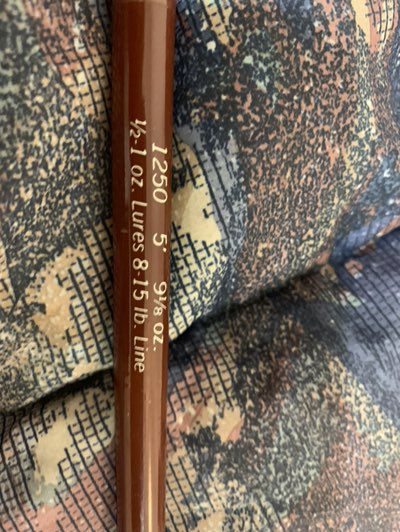 1250 5' 9⅛ oz.
½-1 oz. Lures 8-15 lb. Line